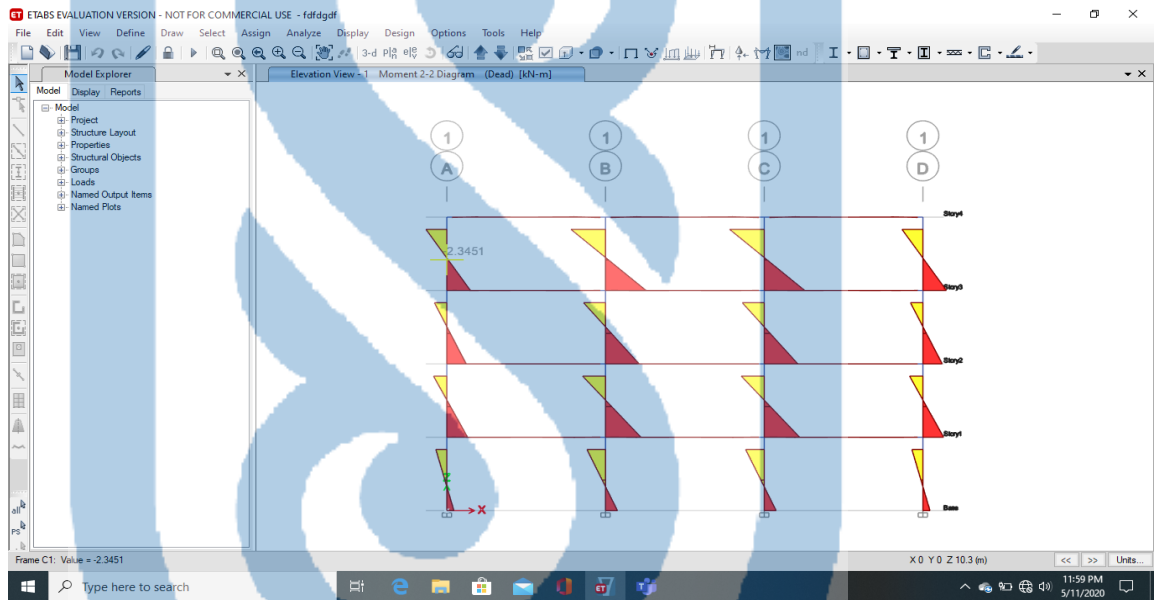 ETABS EVALUATION VERSION - NOT FOR COMMERCIAL USE - fdfdgdf
File Edit View Define Draw Select Assign Analyze Display Design Options Tools Help
3-d nd
Model Explorer
Elevation View - 1 Moment 2-2 Diagram (Dead) [kN-m]
Model Display Reports
Model
Project
Structure Layout
Properties
Structural Objects
Groups
Loads
Named Output Items
Named Plots
1 1 1 1
A B C D
Story4
-2.3451
Story3
Story2
Story1
Base
X
all
PS
Frame C1: Value = -2.3451
X 0 Y 0 Z 10.3 (m)
<< >> Units...
Type here to search
11:59 PM
5/11/2020